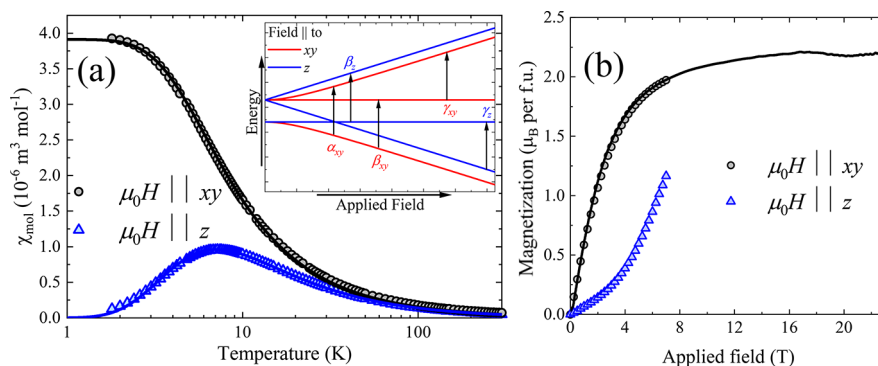 (a)
χmol (10⁻⁶ m³ mol⁻¹)
4.0
3.5
3.0
2.5
2.0
1.5
1.0
0.5
0.0
μ₀H || xy
μ₀H || z
1
10
100
Temperature (K)
Field || to
xy
z
Energy
βz
αxy
βxy
γxy
γz
Applied Field
(b)
Magnetization (μB per f.u.)
2.5
2.0
1.5
1.0
0.5
0.0
μ₀H || xy
μ₀H || z
0
4
8
12
16
20
Applied field (T)